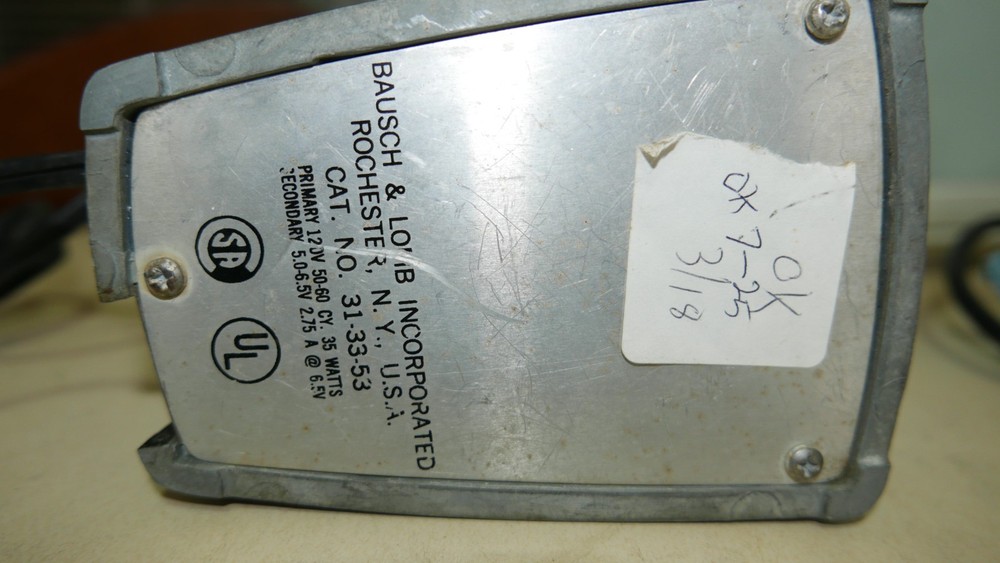 BAUSCH & LOMB INCORPORATED
ROCHESTER, N.Y., U.S.A.
CAT. NO. 31-33-53
PRIMARY 120V 50-60 CY. 35 WATTS
SECONDARY 5.0-6.5V 2.75 A @ 6.5V
SA
UL
OK
OK 7-25
3/18